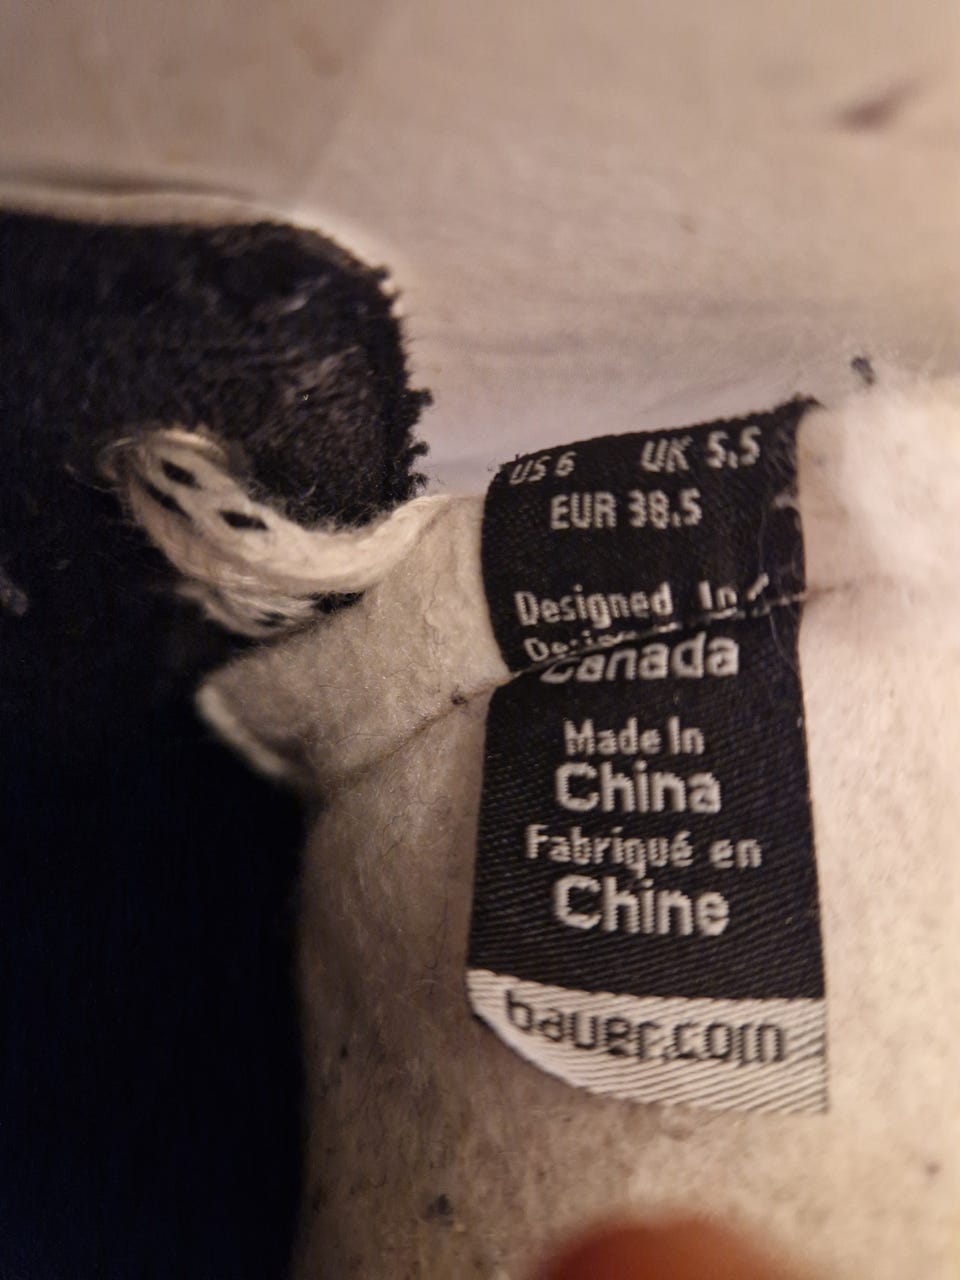 US 6 UK 5.5
EUR 38.5
Designed In
Canada
Made In
China
Fabriqué en
Chine
bauer.com